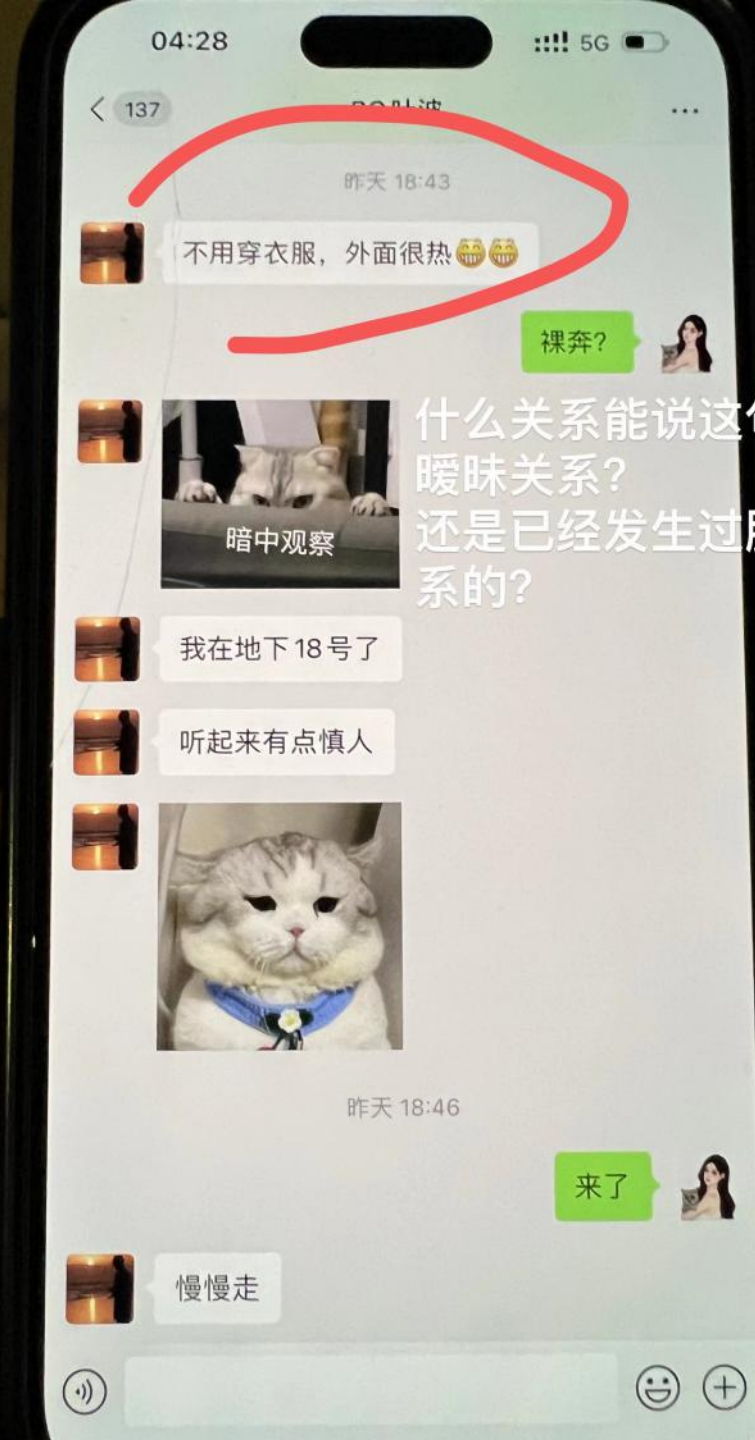 04:28
5G
137
昨天 18:43
不用穿衣服，外面很热😁😁
裸奔？
什么关系能说这
暧昧关系？
还是已经发生过
系的？
暗中观察
我在地下18号了
听起来有点慎人
昨天 18:46
来了
慢慢走